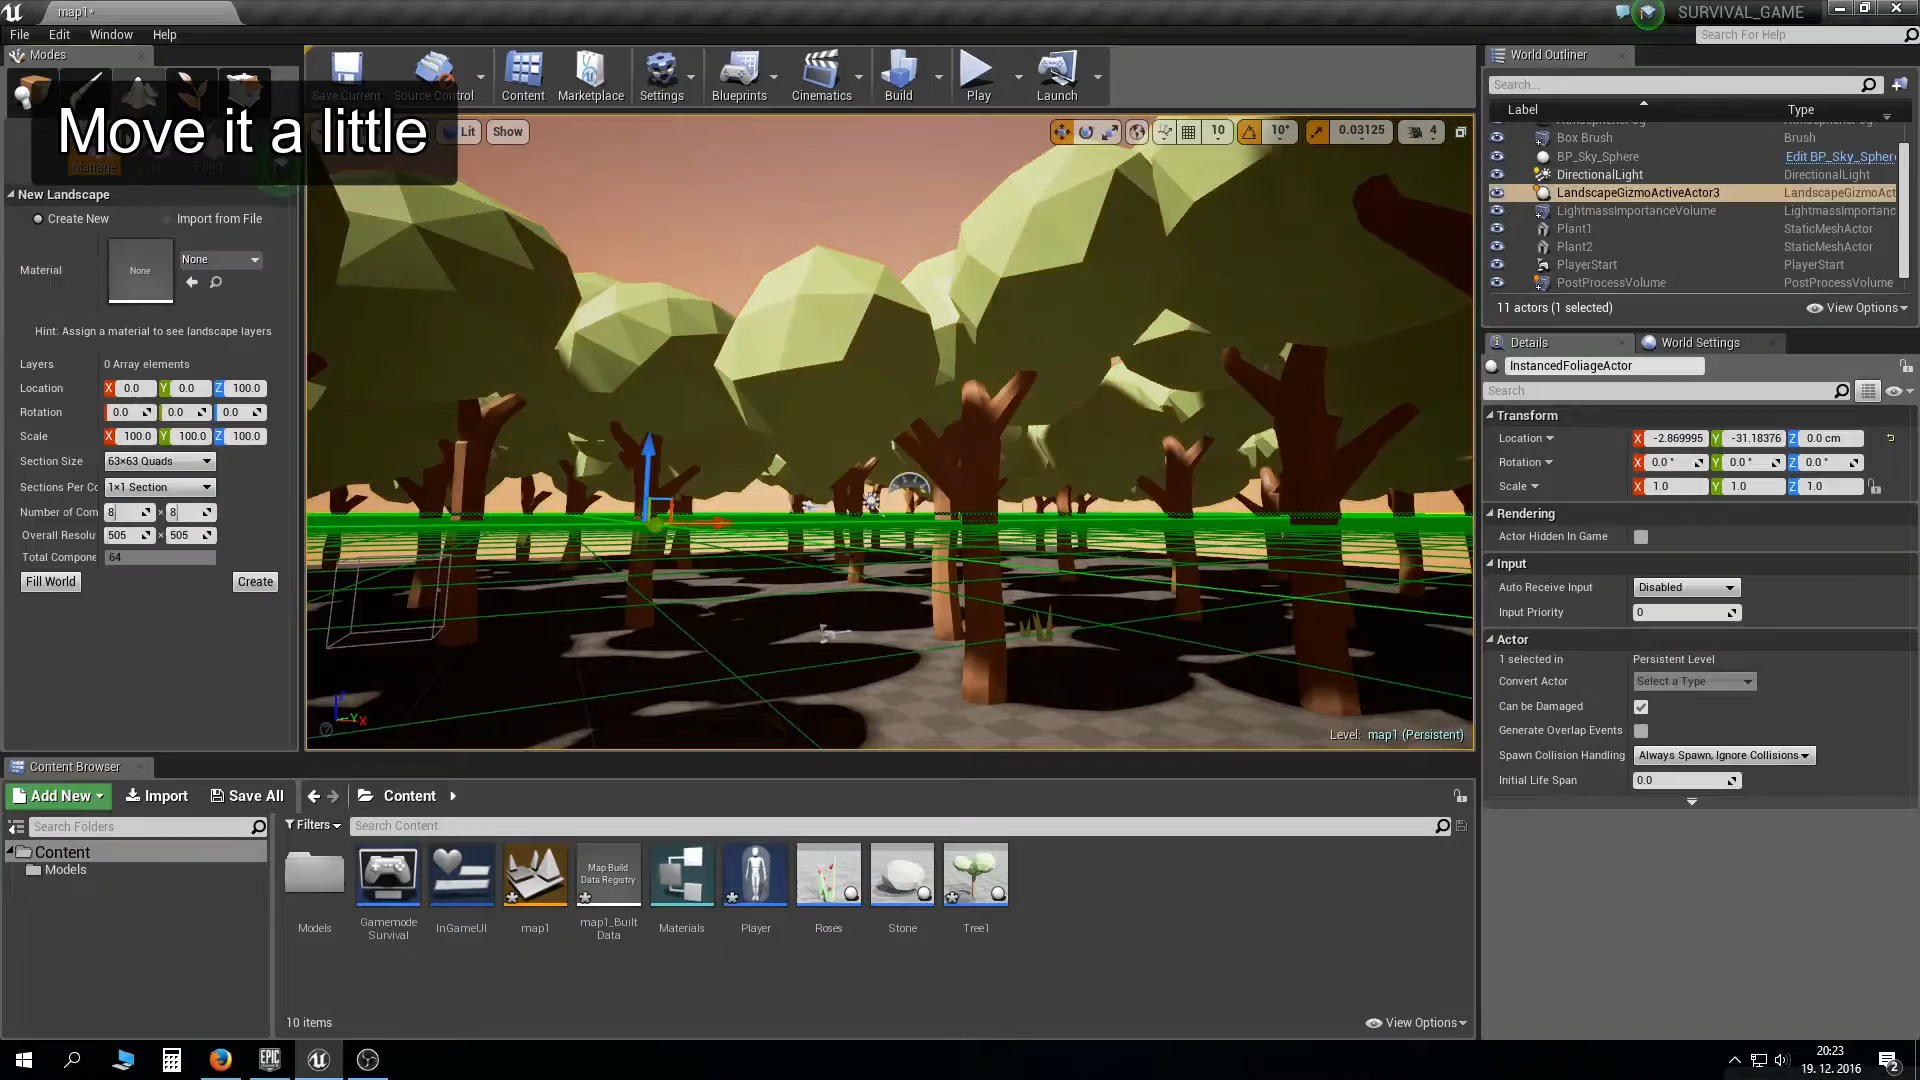 map1*
SURVIVAL_GAME
File Edit Window Help
Search For Help
Modes
Save Current
Source Control
Content
Marketplace
Settings
Blueprints
Cinematics
Build
Play
Launch
Move it a little
Manage
Lit
Show
10
10°
0.03125
4
New Landscape
Create New
Import from File
Material
None
None
Hint: Assign a material to see landscape layers
Layers 0 Array elements
Location X 0.0 Y 0.0 Z 100.0
Rotation 0.0 0.0 0.0
Scale X 100.0 Y 100.0 Z 100.0
Section Size 63×63 Quads
Sections Per Co 1×1 Section
Number of Com 8 × 8
Overall Resolu 505 × 505
Total Compone 64
Fill World
Create
Level: map1 (Persistent)
World Outliner
Search...
Label Type
Box Brush Brush
BP_Sky_Sphere Edit BP_Sky_Sphere
DirectionalLight DirectionalLight
LandscapeGizmoActiveActor3 LandscapeGizmoAct
LightmassImportanceVolume LightmassImportanc
Plant1 StaticMeshActor
Plant2 StaticMeshActor
PlayerStart PlayerStart
PostProcessVolume PostProcessVolume
11 actors (1 selected)
View Options
Details
World Settings
InstancedFoliageActor
Search
Transform
Location X -2.869995 Y -31.18376 Z 0.0 cm
Rotation X 0.0 ° Y 0.0 ° Z 0.0 °
Scale X 1.0 Y 1.0 Z 1.0
Rendering
Actor Hidden In Game
Input
Auto Receive Input Disabled
Input Priority 0
Actor
1 selected in Persistent Level
Convert Actor Select a Type
Can be Damaged
Generate Overlap Events
Spawn Collision Handling Always Spawn, Ignore Collisions
Initial Life Span 0.0
Content Browser
Add New
Import
Save All
Content
Search Folders
Filters
Search Content
Content
Models
Map Build
Data Registry
Models
Gamemode
Survival
InGameUI
map1
map1_Built
Data
Materials
Player
Roses
Stone
Tree1
10 items
View Options
EPIC
20:23
19. 12. 2016
2